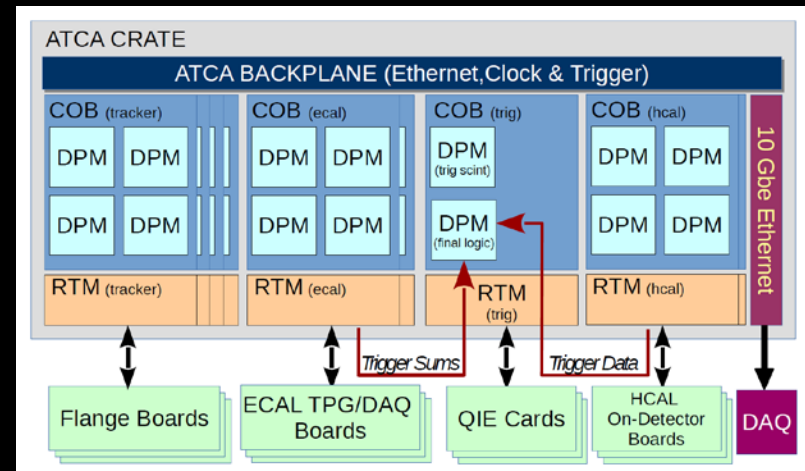 ATCA CRATE
ATCA BACKPLANE (Ethernet,Clock & Trigger)
COB (tracker)
DPM DPM
DPM DPM
RTM (tracker)
COB (ecal)
DPM DPM
DPM DPM
RTM (ecal)
COB (trig)
DPM
(trig scint)
DPM
(final logic)
RTM
(trig)
COB (hcal)
DPM DPM
DPM DPM
RTM (hcal)
10 Gbe Ethernet
Trigger Sums
Trigger Data
Flange Boards
ECAL TPG/DAQ
Boards
QIE Cards
HCAL
On-Detector
Boards
DAQ